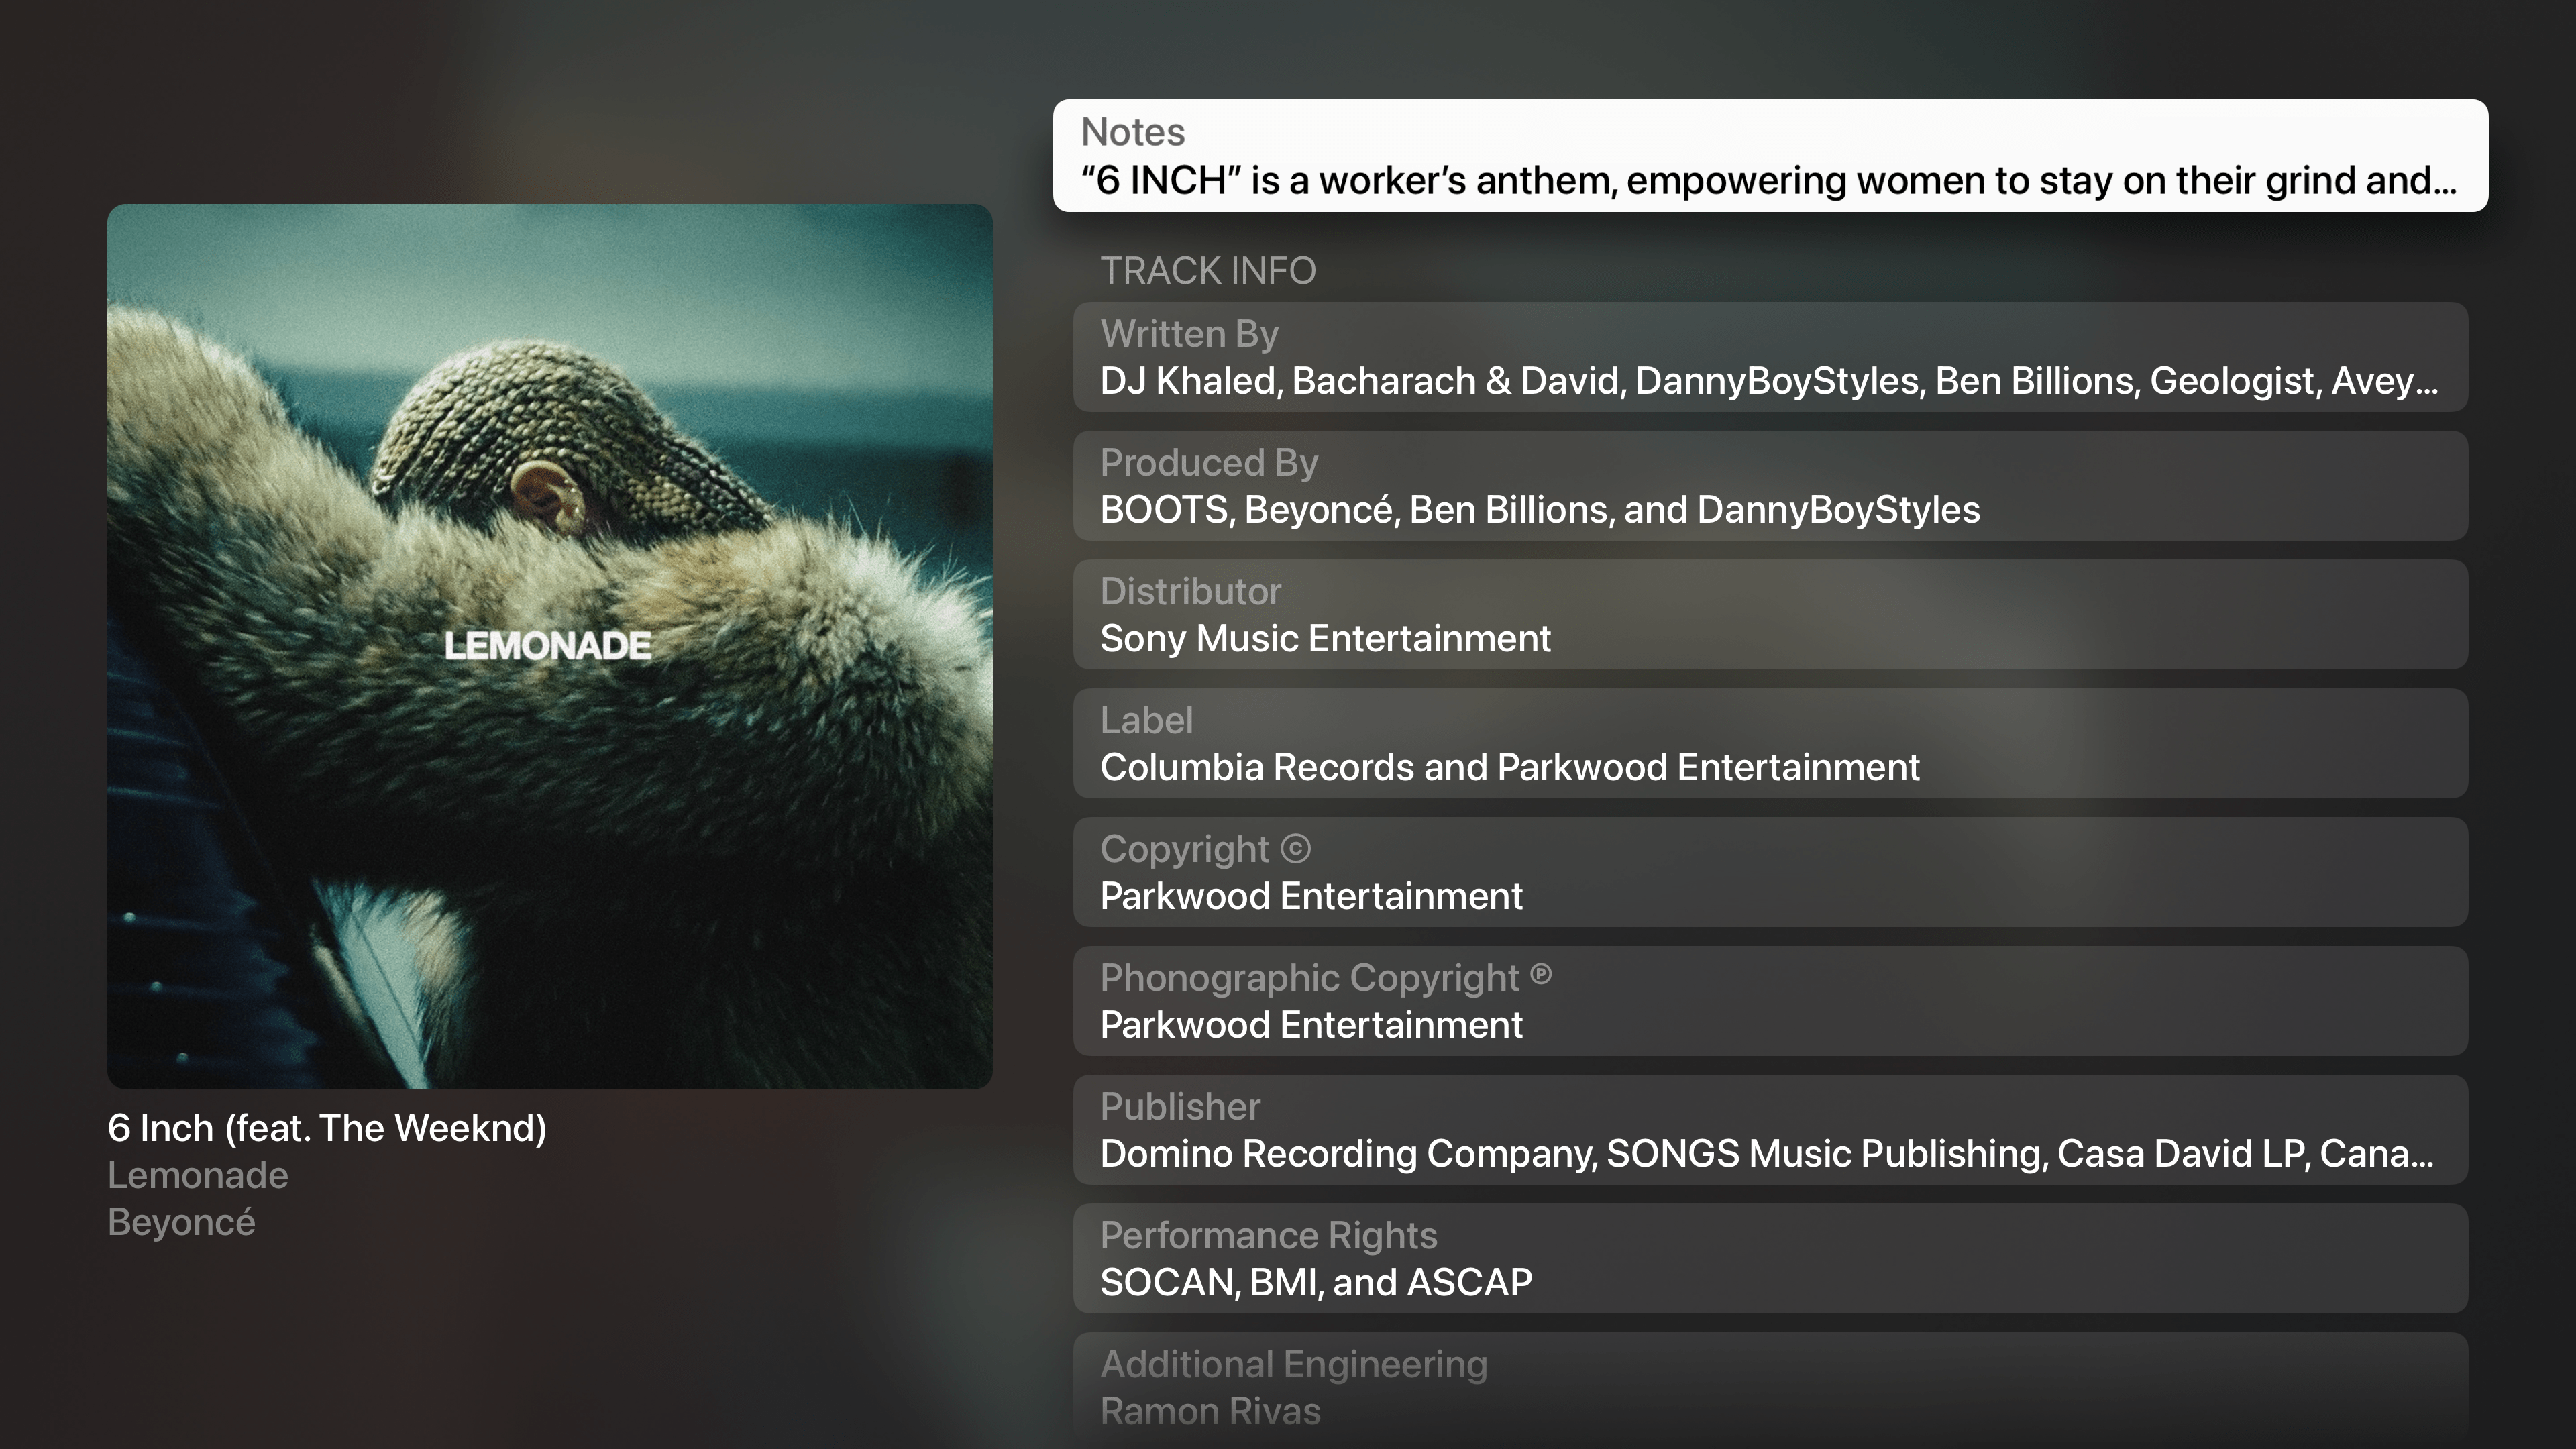 LEMONADE
6 Inch (feat. The Weeknd)
Lemonade
Beyoncé
Notes
“6 INCH” is a worker’s anthem, empowering women to stay on their grind and…
TRACK INFO
Written By
DJ Khaled, Bacharach & David, DannyBoyStyles, Ben Billions, Geologist, Avey…
Produced By
BOOTS, Beyoncé, Ben Billions, and DannyBoyStyles
Distributor
Sony Music Entertainment
Label
Columbia Records and Parkwood Entertainment
Copyright ©
Parkwood Entertainment
Phonographic Copyright ℗
Parkwood Entertainment
Publisher
Domino Recording Company, SONGS Music Publishing, Casa David LP, Cana…
Performance Rights
SOCAN, BMI, and ASCAP
Additional Engineering
Ramon Rivas